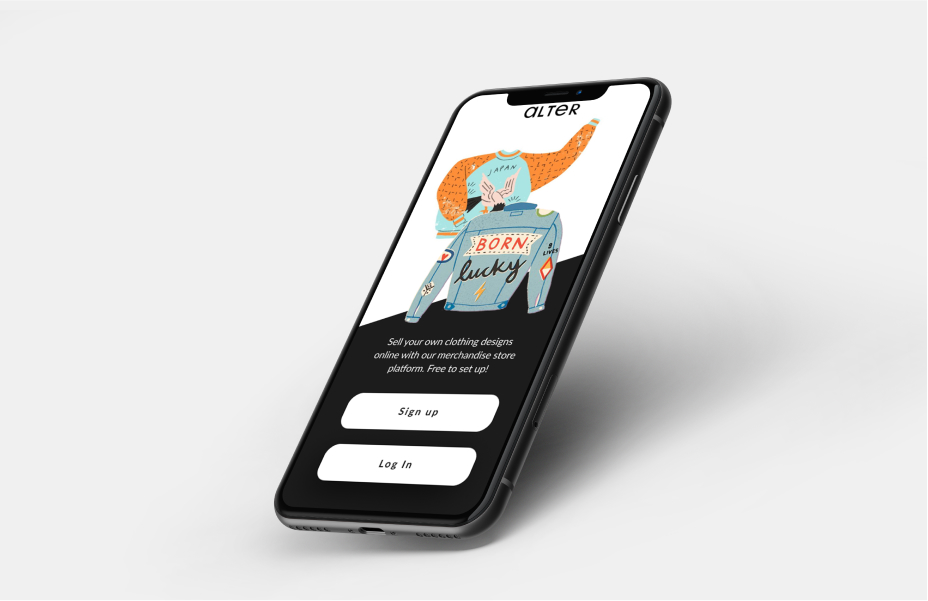 ALTER
JAPAN
BORN
lucky
9
LIVES
Sell your own clothing designs
online with our merchandise store
platform. Free to set up!
Sign up
Log In